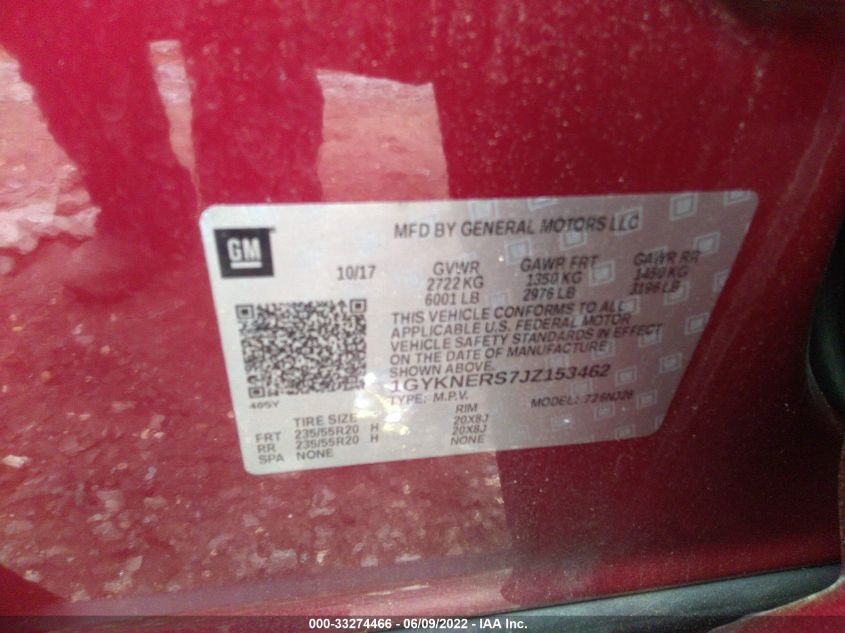 GM
MFD BY GENERAL MOTORS LLC
10/17 GVWR GAWR FRT GAWR RR
2722 KG 1350 KG 1450 KG
6001 LB 2976 LB 3196 LB
THIS VEHICLE CONFORMS TO ALL
APPLICABLE U.S. FEDERAL MOTOR
VEHICLE SAFETY STANDARDS IN EFFECT
ON THE DATE OF MANUFACTURE
SHOWN ABOVE.
1GYKNERS7JZ153462
405Y
TYPE: M.P.V. MODEL: 726NJ26
TIRE SIZE RIM
FRT 235/55R20 H 20X8J
RR 235/55R20 H 20X8J
SPA NONE NONE
000-33274466 - 06/09/2022 - IAA Inc.